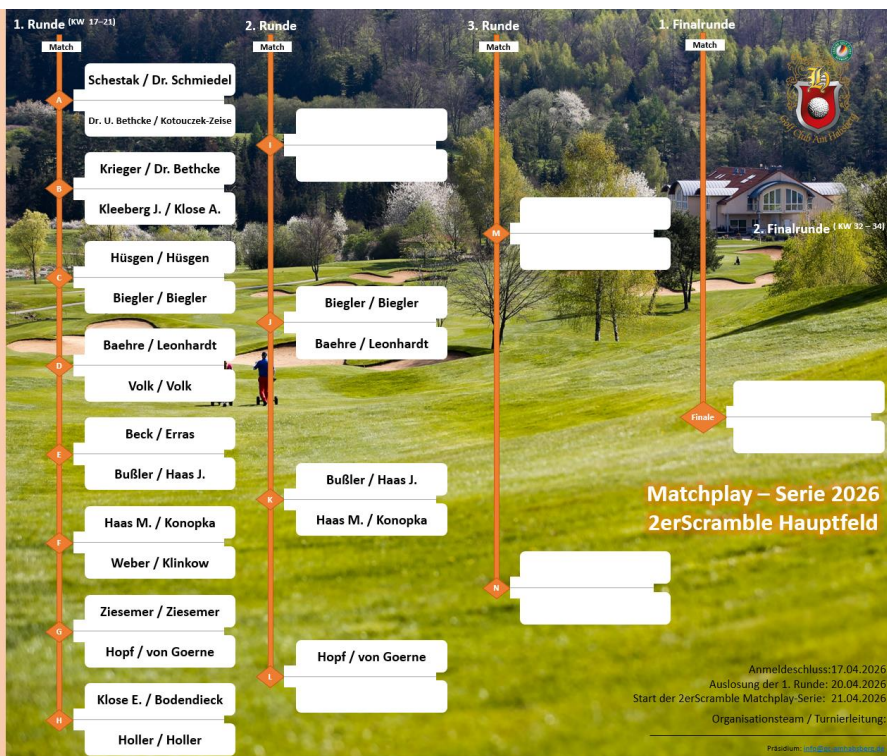 1. Runde (KW 17–21)
Match
A
Schestak / Dr. Schmiedel
Dr. U. Bethcke / Kotouczek-Zeise
B
Krieger / Dr. Bethcke
Kleeberg J. / Klose A.
C
Hüsgen / Hüsgen
Biegler / Biegler
D
Baehre / Leonhardt
Volk / Volk
E
Beck / Erras
Bußler / Haas J.
F
Haas M. / Konopka
Weber / Klinkow
G
Ziesemer / Ziesemer
Hopf / von Goerne
H
Klose E. / Bodendieck
Holler / Holler
2. Runde
Match
I
J
Biegler / Biegler
Baehre / Leonhardt
K
Bußler / Haas J.
Haas M. / Konopka
L
Hopf / von Goerne
3. Runde
Match
M
N
1. Finalrunde
Match
Golf Club Am Habsberg
2. Finalrunde (KW 32 – 34)
Finale
Matchplay – Serie 2026
2erScramble Hauptfeld
Anmeldeschluss:17.04.2026
Auslosung der 1. Runde: 20.04.2026
Start der 2erScramble Matchplay-Serie: 21.04.2026
Organisationsteam / Turnierleitung:
Präsidium: